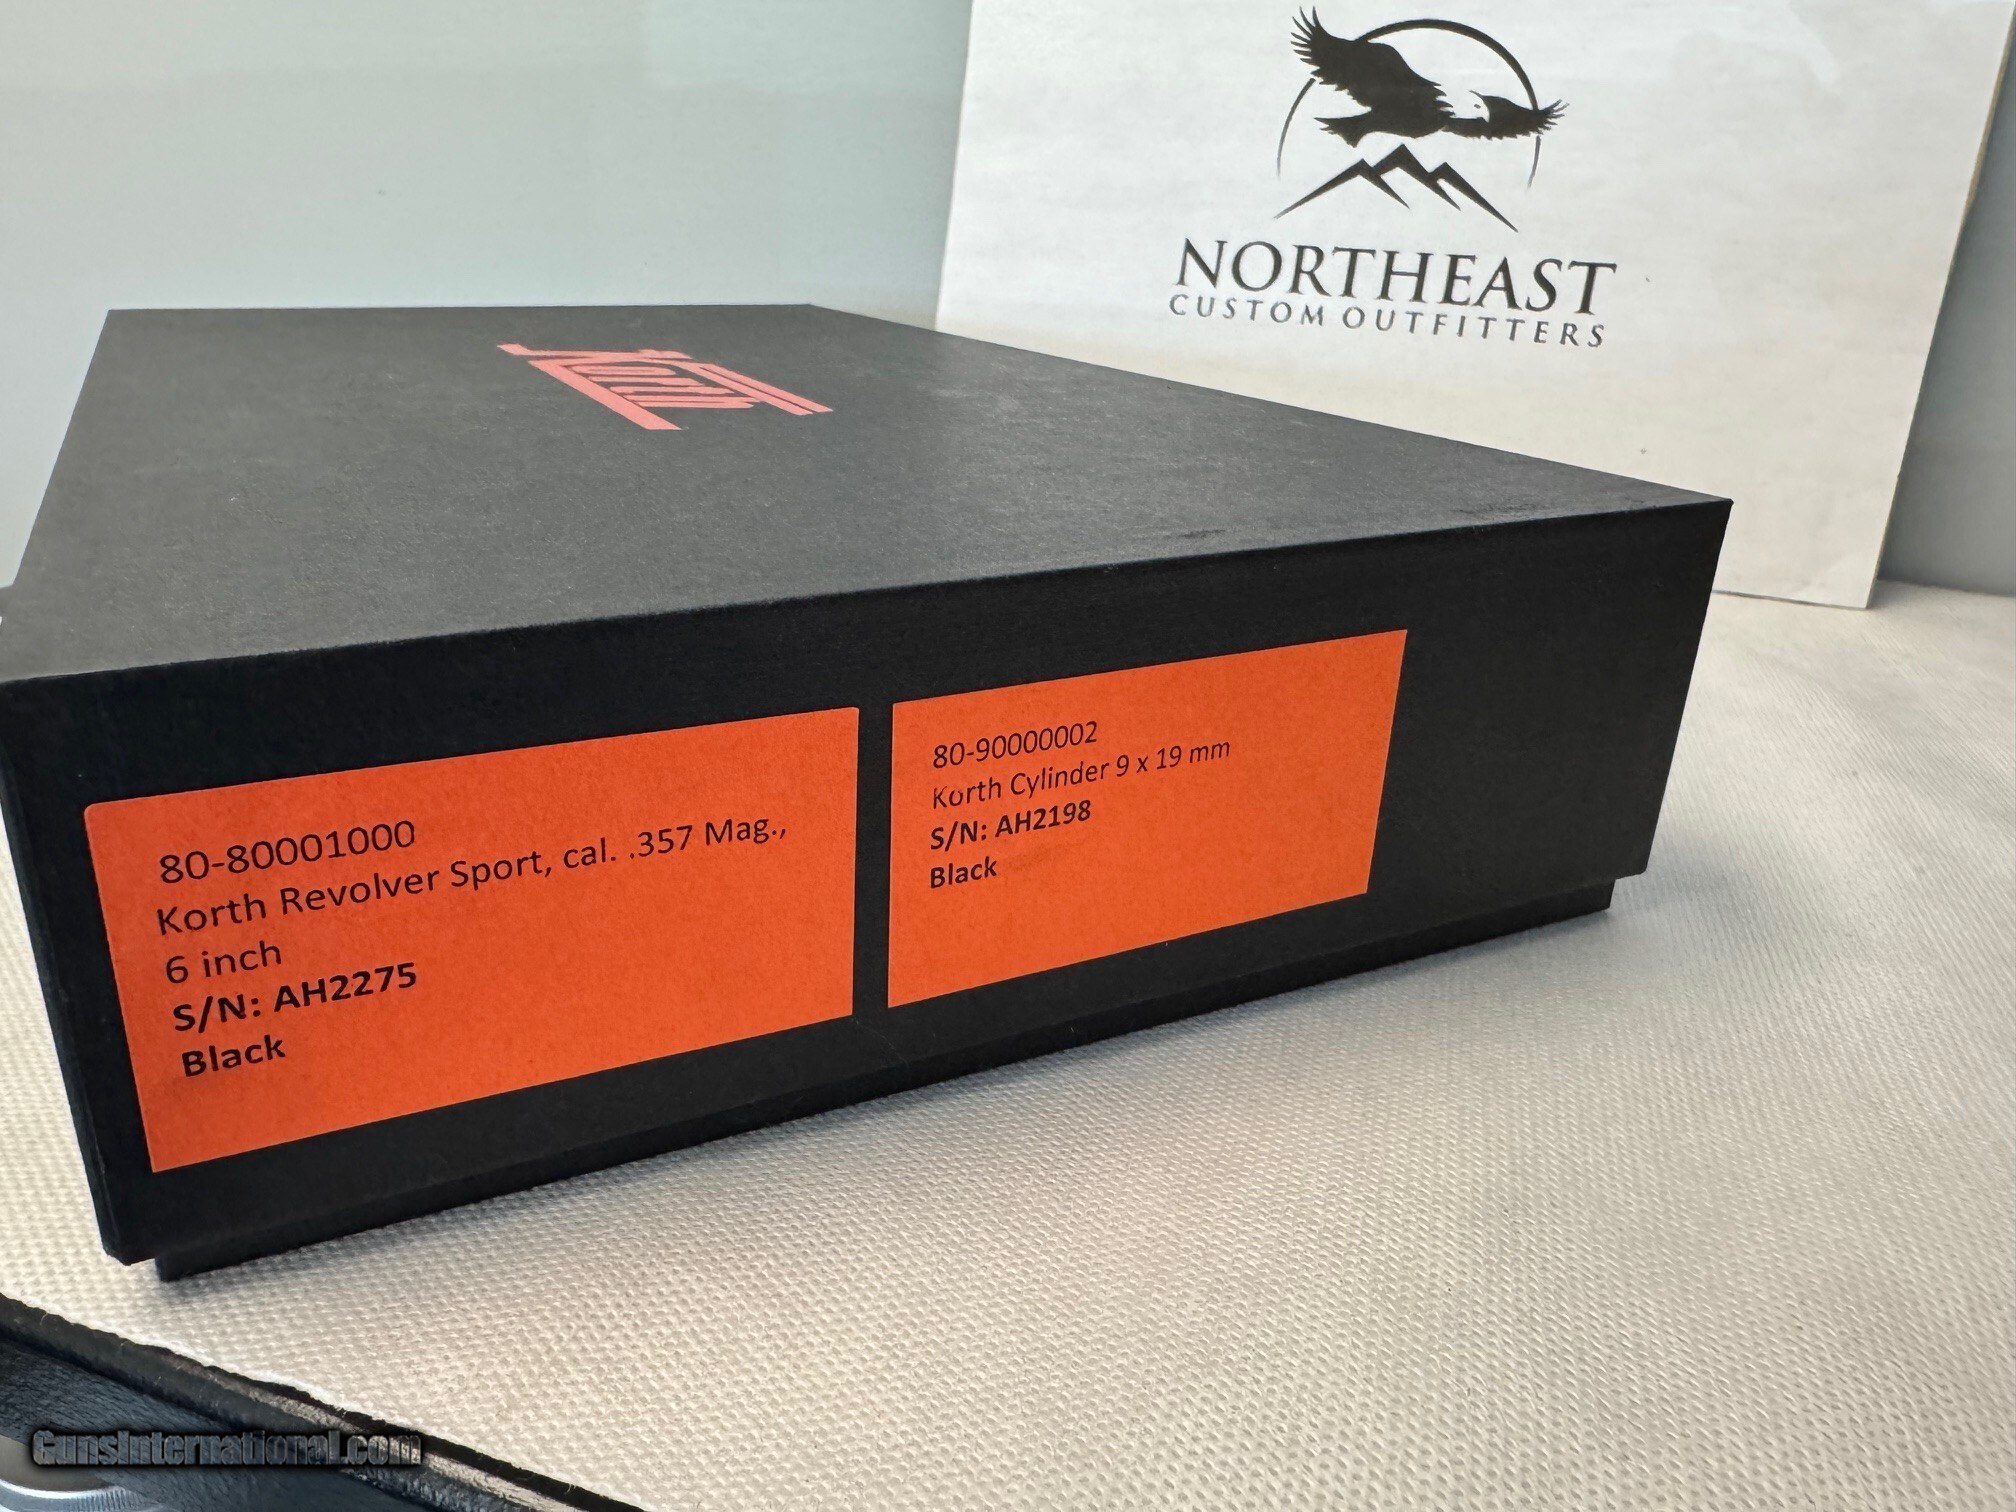 NORTHEAST
CUSTOM OUTFITTERS
Korth
80-80001000
Korth Revolver Sport, cal. .357 Mag.,
6 inch
S/N: AH2275
Black
80-90000002
Korth Cylinder 9 x 19 mm
S/N: AH2198
Black
GunsInternational.com